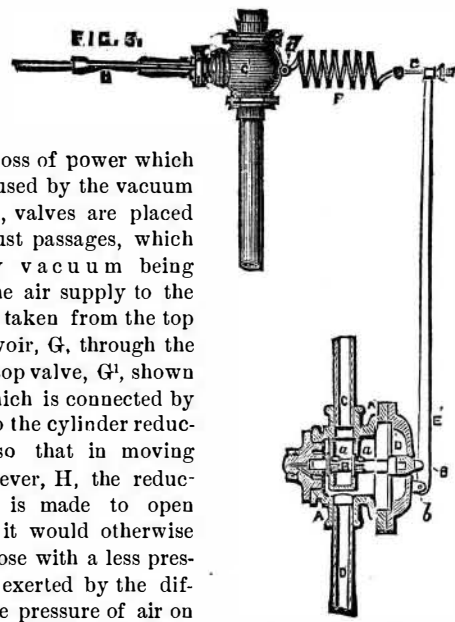 FIG. 3.
H
G
F
C
oss of power which
used by the vacuum
, valves are placed
ust passages, which
y vacuum being
ne air supply to the
taken from the top
voir, G, through the
top valve, G¹, shown
hich is connected by
o the cylinder reduc-
so that in moving
ever, H, the reduc-
is made to open
it would otherwise
ose with a less pres-
exerted by the dif-
e pressure of air on
C
A
E
a
a
D
B
B
A
b
D